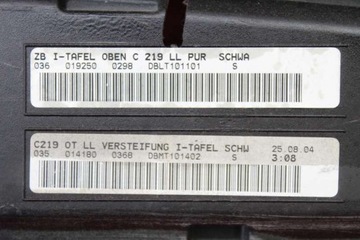 ZB I-TAFEL OBEN C 219 LL PUR SCHWA
036 019250 0298 DBLT101101 S
C219 OT LL VERSTEIFUNG I-TAFEL SCHW 25.08.04
035 014180 0368 DBMT101402 S 3:08